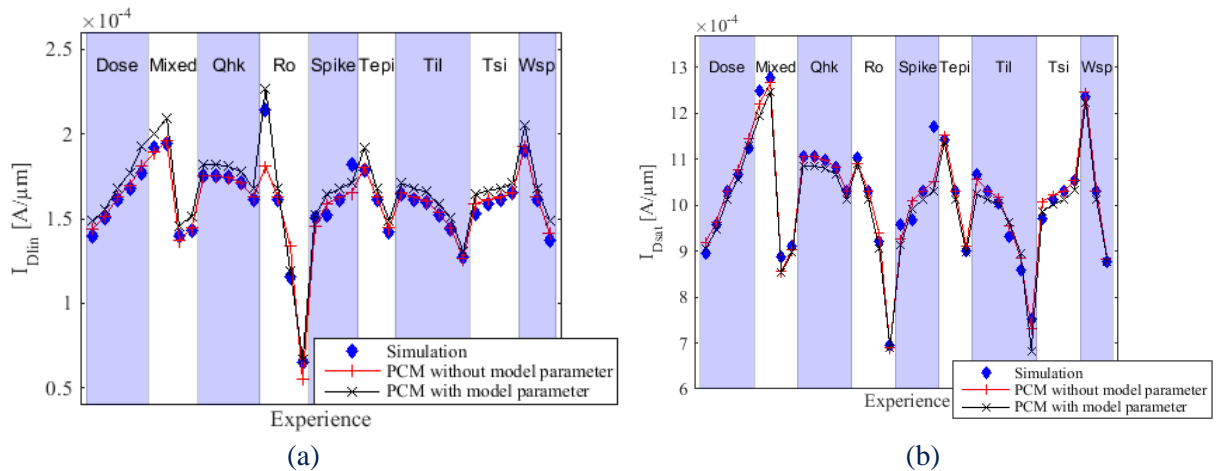 ×10⁻⁴
2.5
2
1.5
1
0.5
I_Dlin [A/μm]
Dose Mixed Qhk Ro Spike Tepi Til Tsi Wsp
Simulation
PCM without model parameter
PCM with model parameter
Experience
(a)
×10⁻⁴
13
12
11
10
9
8
7
6
I_Dsat [A/μm]
Dose Mixed Qhk Ro Spike Tepi Til Tsi Wsp
Simulation
PCM without model parameter
PCM with model parameter
Experience
(b)